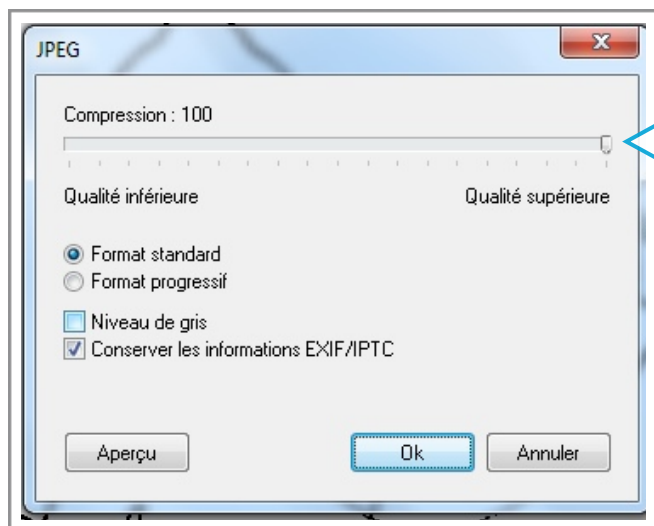 JPEG
Compression : 100
Qualité inférieure Qualité supérieure
Format standard
Format progressif
Niveau de gris
Conserver les informations EXIF/IPTC
Aperçu Ok Annuler